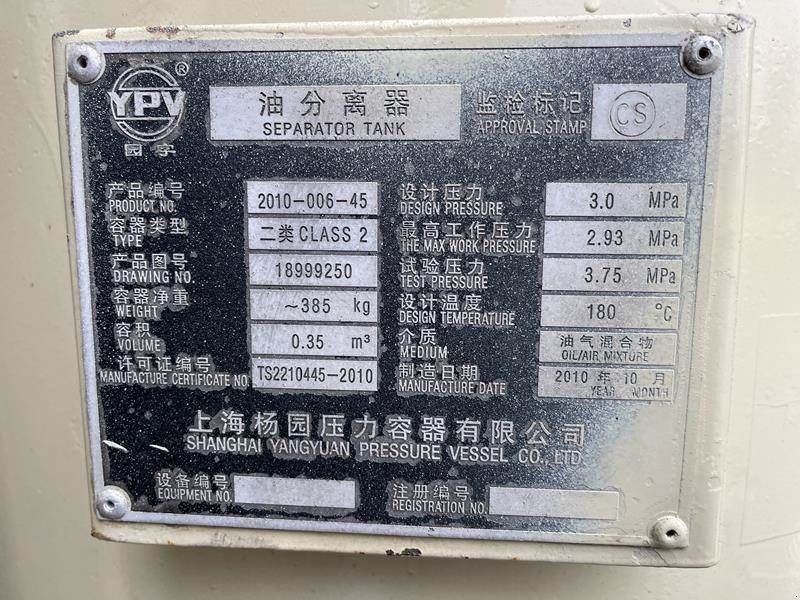 YPV®
园字
油分离器
SEPARATOR TANK
监检标记
APPROVAL STAMP
CS
产品编号
PRODUCT NO.
2010-006-45
容器类型
TYPE
二类 CLASS 2
产品图号
DRAWING NO.
18999250
容器净重
WEIGHT
~385 kg
容积
VOLUME
0.35 m³
许可证编号
MANUFACTURE CERTIFICATE NO.
TS2210445-2010
设计压力
DESIGN PRESSURE
3.0 MPa
最高工作压力
THE MAX WORK PRESSURE
2.93 MPa
试验压力
TEST PRESSURE
3.75 MPa
设计温度
DESIGN TEMPERATURE
180 °C
介质
MEDIUM
油气混合物
OIL/AIR MIXTURE
制造日期
MANUFACTURE DATE
2010 年 10 月
YEAR MONTH
上海杨园压力容器有限公司
SHANGHAI YANGYUAN PRESSURE VESSEL CO., LTD.
设备编号
EQUIPMENT NO.
注册编号
REGISTRATION NO.